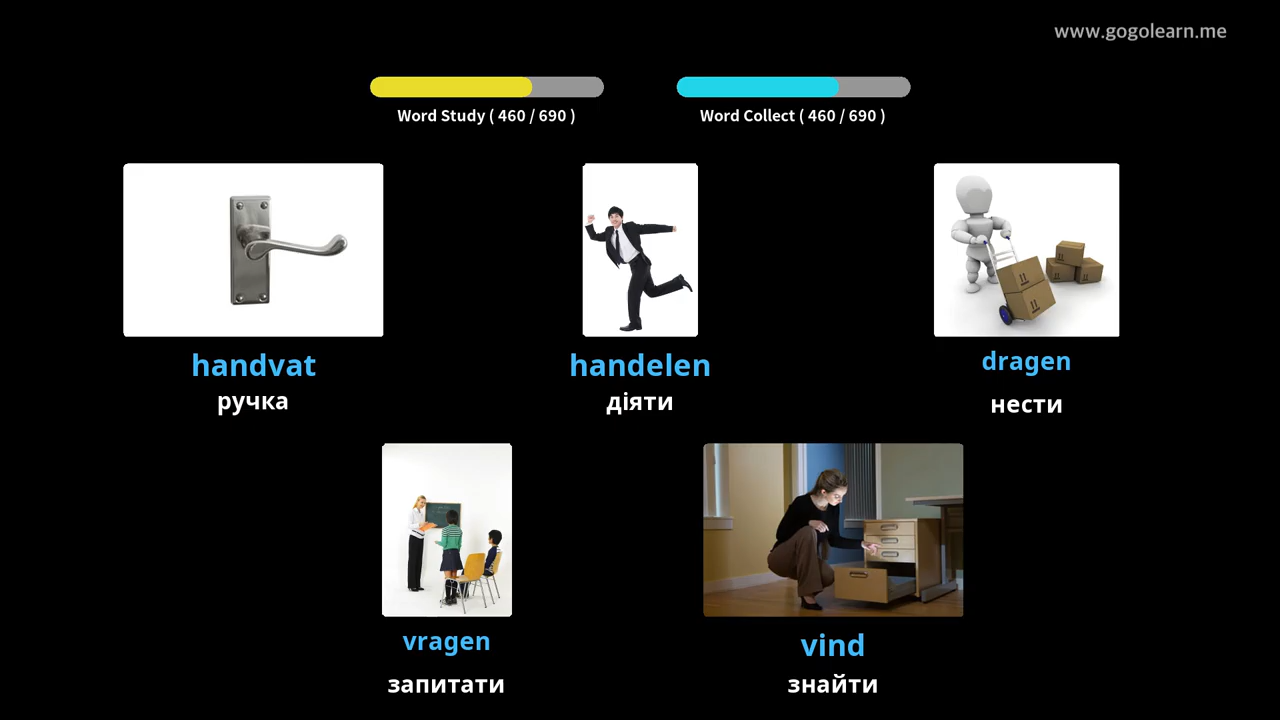 www.gogolearn.me
Word Study ( 460 / 690 )
Word Collect ( 460 / 690 )
handvat
ручка
handelen
діяти
dragen
нести
vragen
запитати
vind
знайти